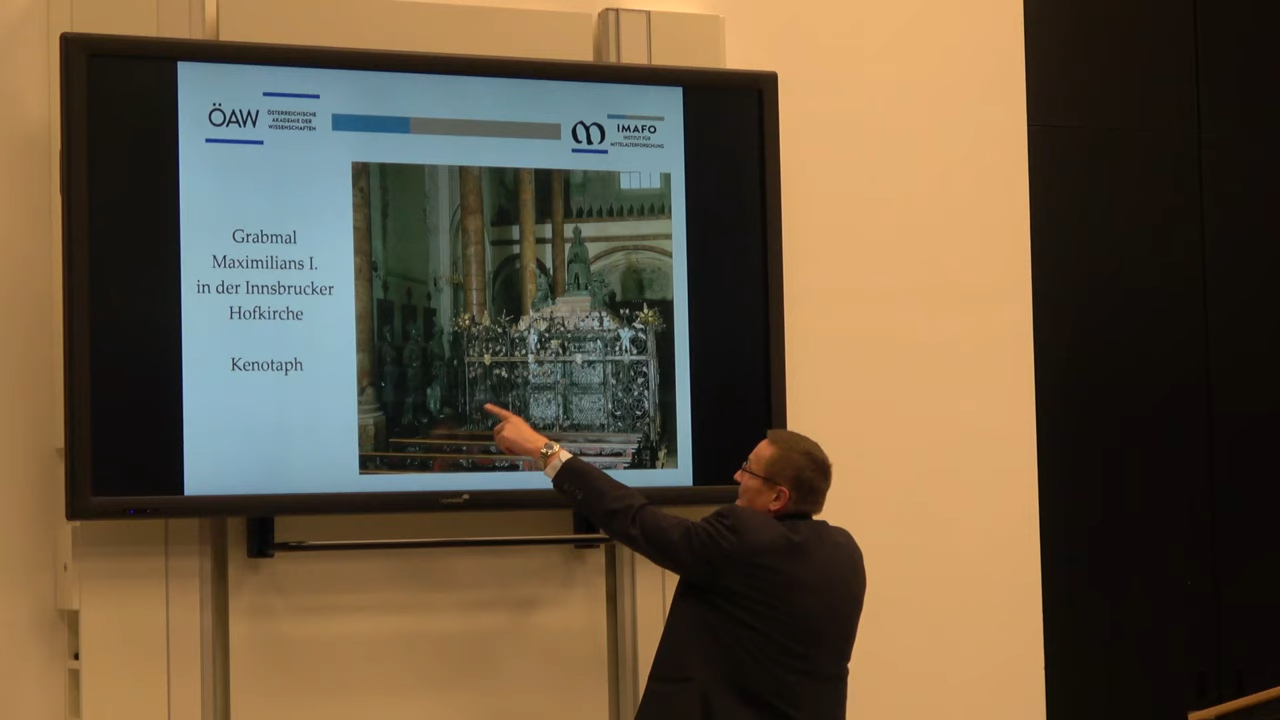 ÖAW
ÖSTERREICHISCHE
AKADEMIE DER
WISSENSCHAFTEN
IMAFO
INSTITUT FÜR
MITTELALTERFORSCHUNG
Grabmal
Maximilians I.
in der Innsbrucker
Hofkirche
Kenotaph